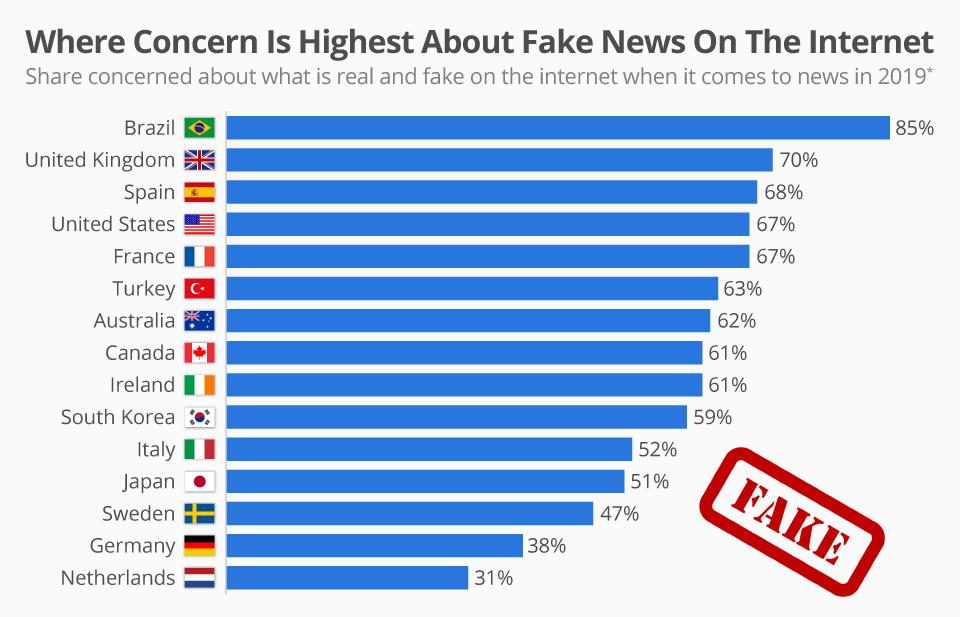 Where Concern Is Highest About Fake News On The Internet
Share concerned about what is real and fake on the internet when it comes to news in 2019*
Brazil 85%
United Kingdom 70%
Spain 68%
United States 67%
France 67%
Turkey 63%
Australia 62%
Canada 61%
Ireland 61%
South Korea 59%
Italy 52%
Japan 51%
Sweden 47%
Germany 38%
Netherlands 31%
FAKE